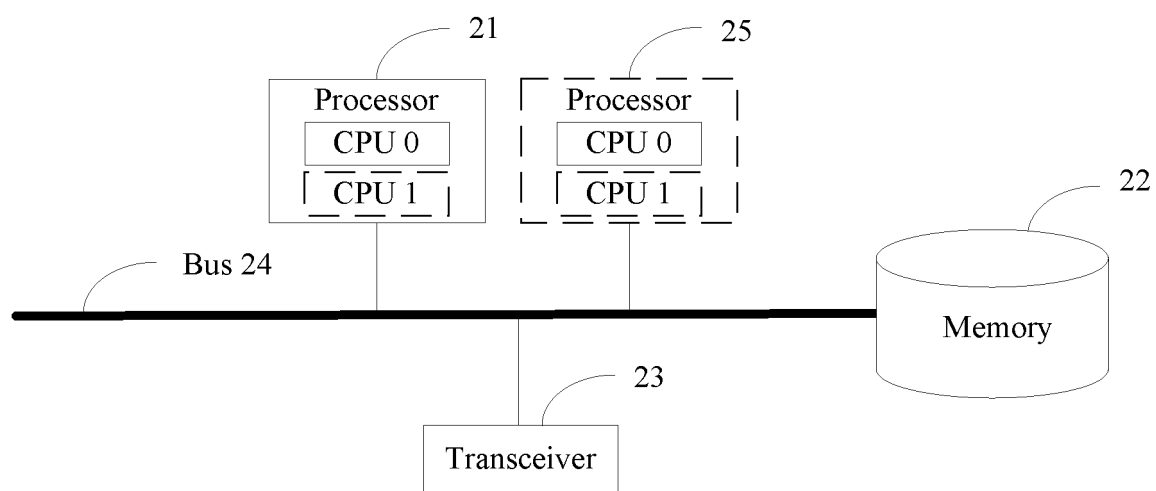 21
25
Processor
CPU 0
CPU 1
Processor
CPU 0
CPU 1
22
Bus 24
Memory
23
Transceiver